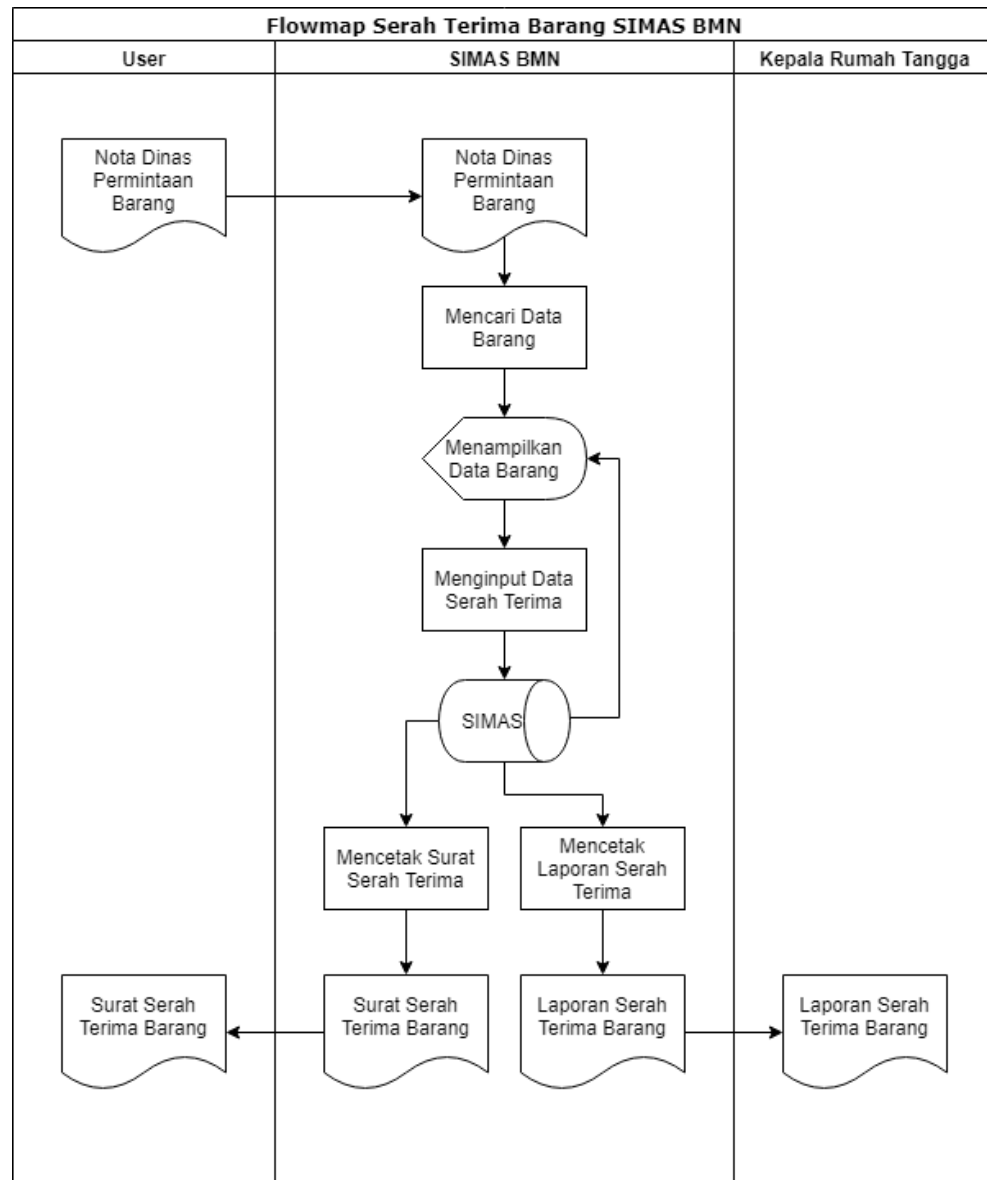 Flowmap Serah Terima Barang SIMAS BMN
User
SIMAS BMN
Kepala Rumah Tangga
Nota Dinas
Permintaan
Barang
Nota Dinas
Permintaan
Barang
Mencari Data
Barang
Menampilkan
Data Barang
Menginput Data
Serah Terima
SIMAS
Mencetak Surat
Serah Terima
Mencetak
Laporan Serah
Terima
Surat Serah
Terima Barang
Surat Serah
Terima Barang
Laporan Serah
Terima Barang
Laporan Serah
Terima Barang